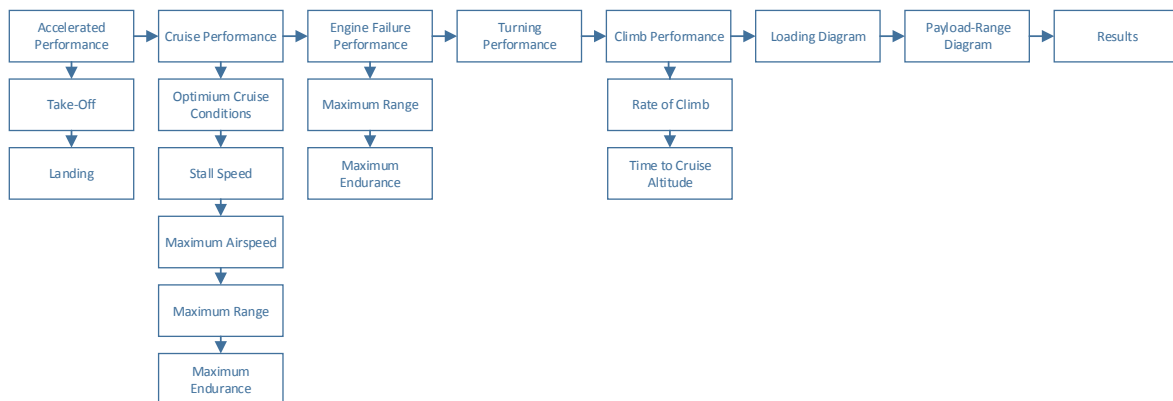 Accelerated
Performance
Cruise Performance
Engine Failure
Performance
Turning
Performance
Climb Performance
Loading Diagram
Payload-Range
Diagram
Results
Take-Off
Optimium Cruise
Conditions
Maximum Range
Rate of Climb
Landing
Stall Speed
Maximum
Endurance
Time to Cruise
Altitude
Maximum Airspeed
Maximum Range
Maximum
Endurance